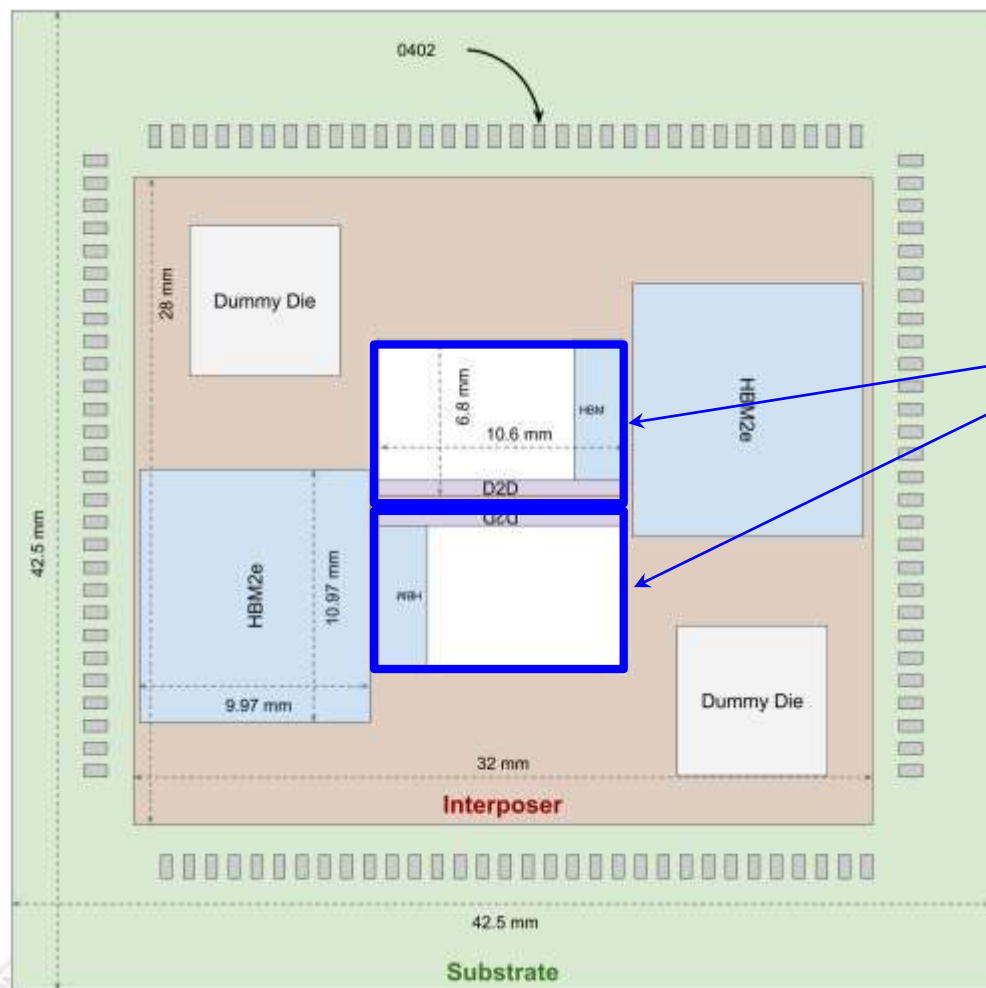 0402
28 mm
Dummy Die
HBM2e
6.8 mm
HBM
10.6 mm
D2D
D2D
42.5 mm
HBM2e
10.97 mm
HBM
9.97 mm
Dummy Die
32 mm
Interposer
42.5 mm
Substrate